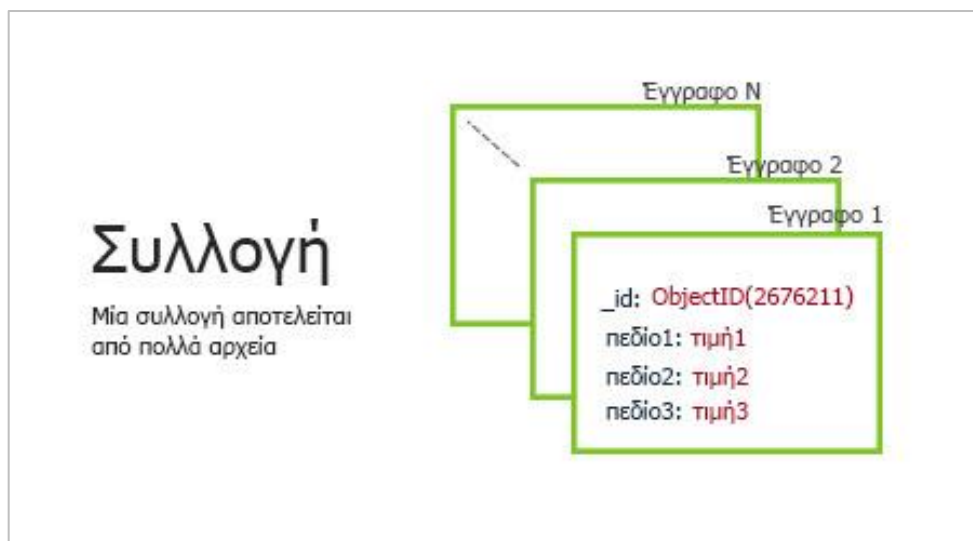 Συλλογή
Μία συλλογή αποτελείται
από πολλά αρχεία
Έγγραφο N
Έγγραφο 2
Έγγραφο 1
_id: ObjectID(2676211)
πεδίο1: τιμή1
πεδίο2: τιμή2
πεδίο3: τιμή3